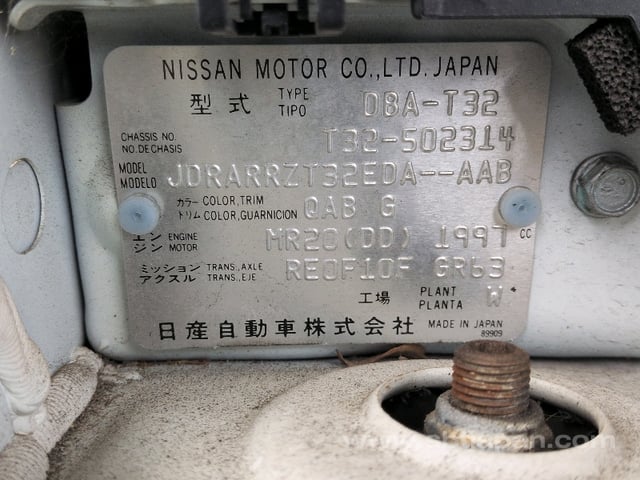 NISSAN MOTOR CO.,LTD. JAPAN
型式 TYPE TIPO DBA-T32
CHASSIS NO. NO.DE CHASIS T32-502314
MODEL MODELO JDRARRZT32EDA--AAB
カラー COLOR,TRIM トリム COLOR,GUARNICION QAB G
エンジン ENGINE MOTOR MR20(DD) 1997 CC
ミッション アクスル TRANS.,AXLE TRANS.,EJE RE0F10F GR63
工場 PLANT PLANTA W
日産自動車株式会社 MADE IN JAPAN
89909